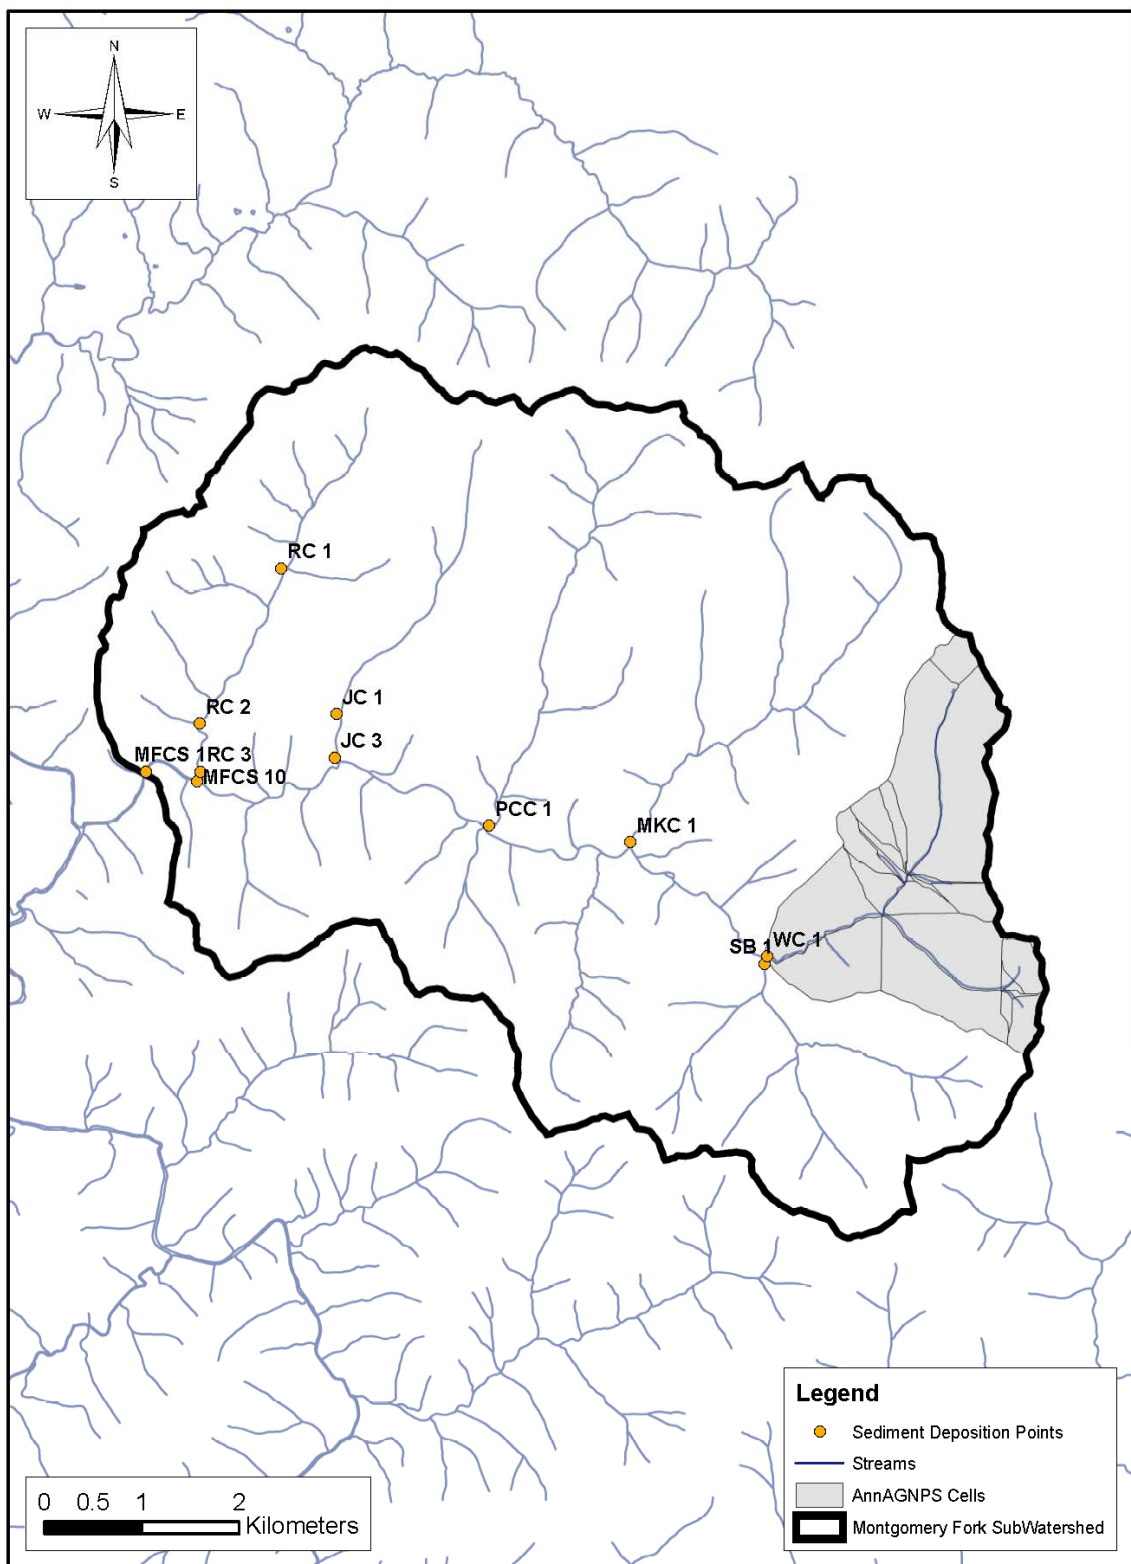 N
W E
S
RC 1
RC 2
JC 1
JC 3
MFCS 1 RC 3
MFCS 10
PCC 1
MKC 1
SB 1 WC 1
Legend
Sediment Deposition Points
Streams
AnnAGNPS Cells
Montgomery Fork SubWatershed
0 0.5 1 2
Kilometers